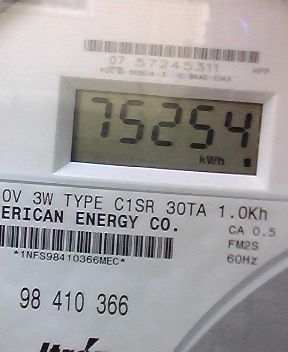 07 57245311
75254
kWh
0V 3W TYPE C1SR 30TA 1.0Kh
ERICAN ENERGY CO.
CA 0.5
FM2S
*1NFS98410366MEC*
60Hz
98 410 366
Itron